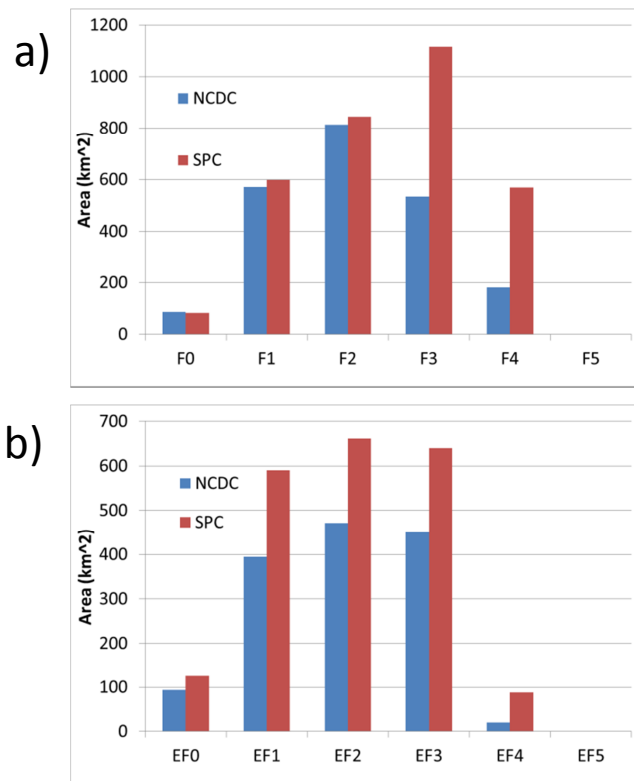 a)
1200
1000
800
600
400
200
0
Area (km^2)
NCDC
SPC
F0 F1 F2 F3 F4 F5
b)
700
600
500
400
300
200
100
0
Area (km^2)
NCDC
SPC
EF0 EF1 EF2 EF3 EF4 EF5